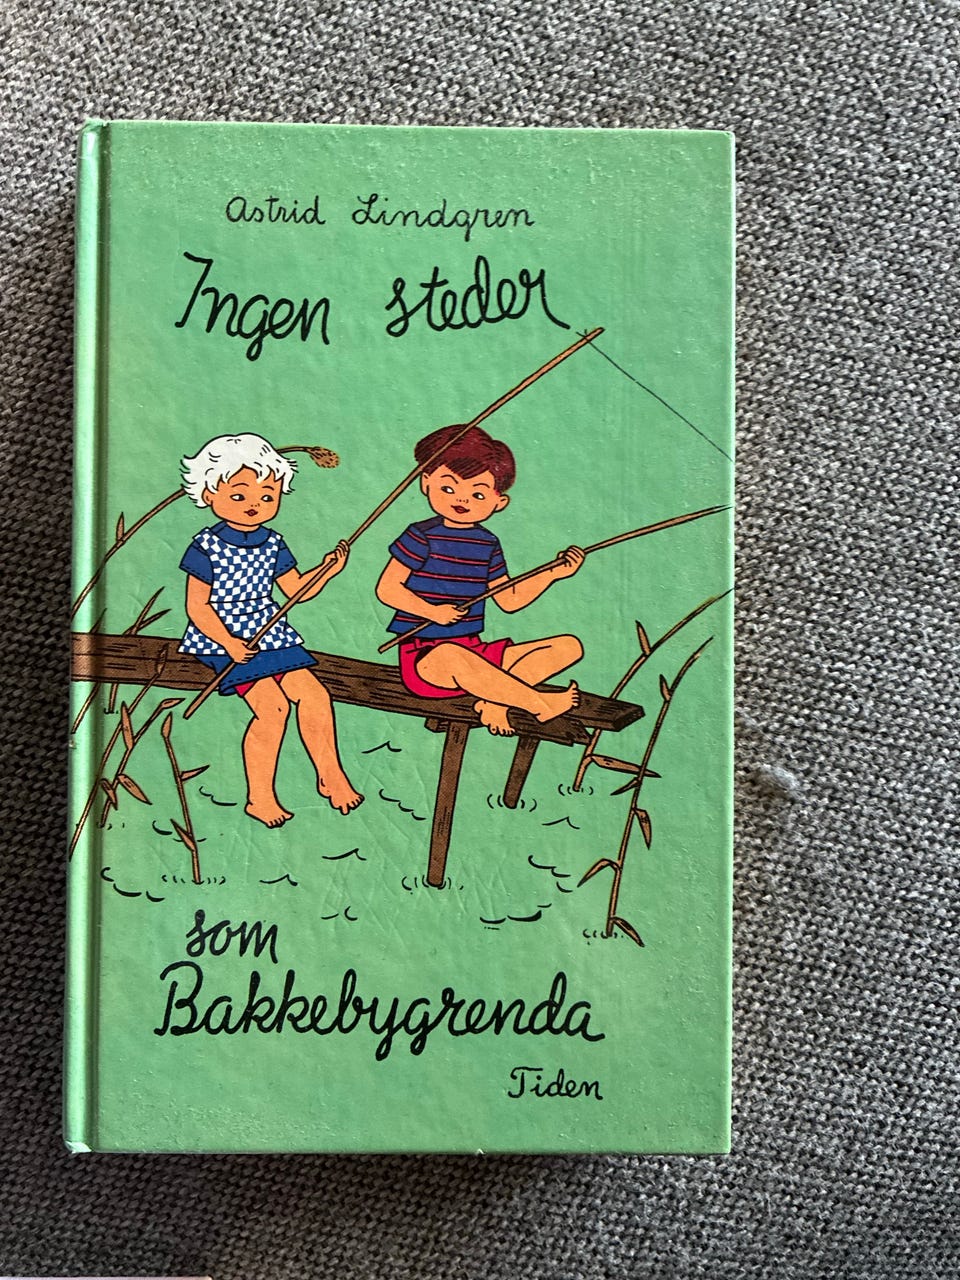 Astrid Lindgren
Ingen steder
som
Bakkebygrenda
Tiden